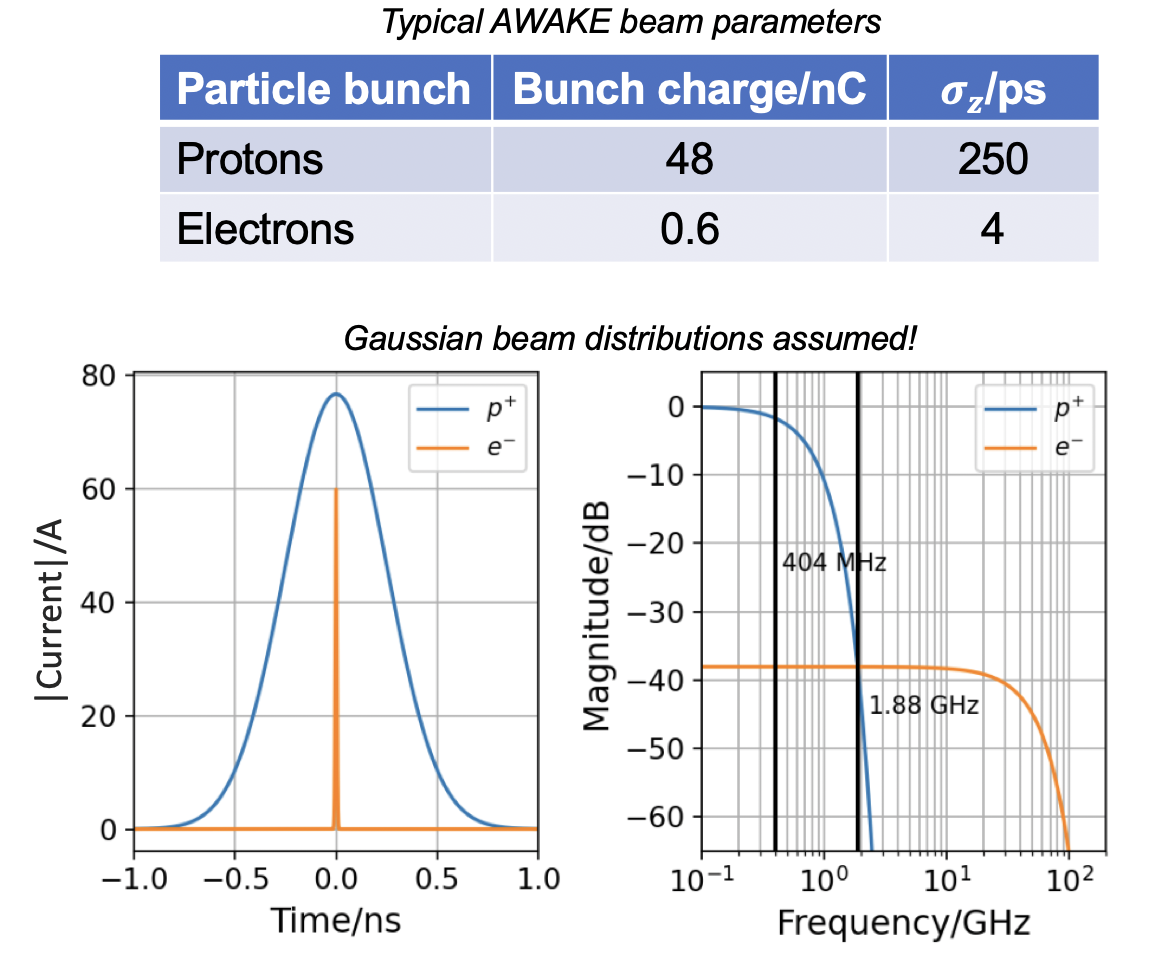 Typical AWAKE beam parameters
Particle bunch Bunch charge/nC σz/ps
Protons 48 250
Electrons 0.6 4
Gaussian beam distributions assumed!
80
60
40
20
0
|Current|/A
p⁺
e⁻
−1.0 −0.5 0.0 0.5 1.0
Time/ns
0
−10
−20
−30
−40
−50
−60
Magnitude/dB
p⁺
e⁻
404 MHz
1.88 GHz
10⁻¹ 10⁰ 10¹ 10²
Frequency/GHz